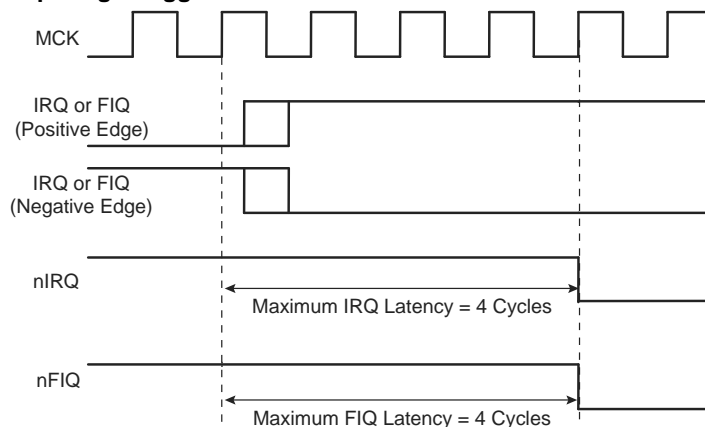 MCK
IRQ or FIQ
(Positive Edge)
IRQ or FIQ
(Negative Edge)
nIRQ
Maximum IRQ Latency = 4 Cycles
nFIQ
Maximum FIQ Latency = 4 Cycles